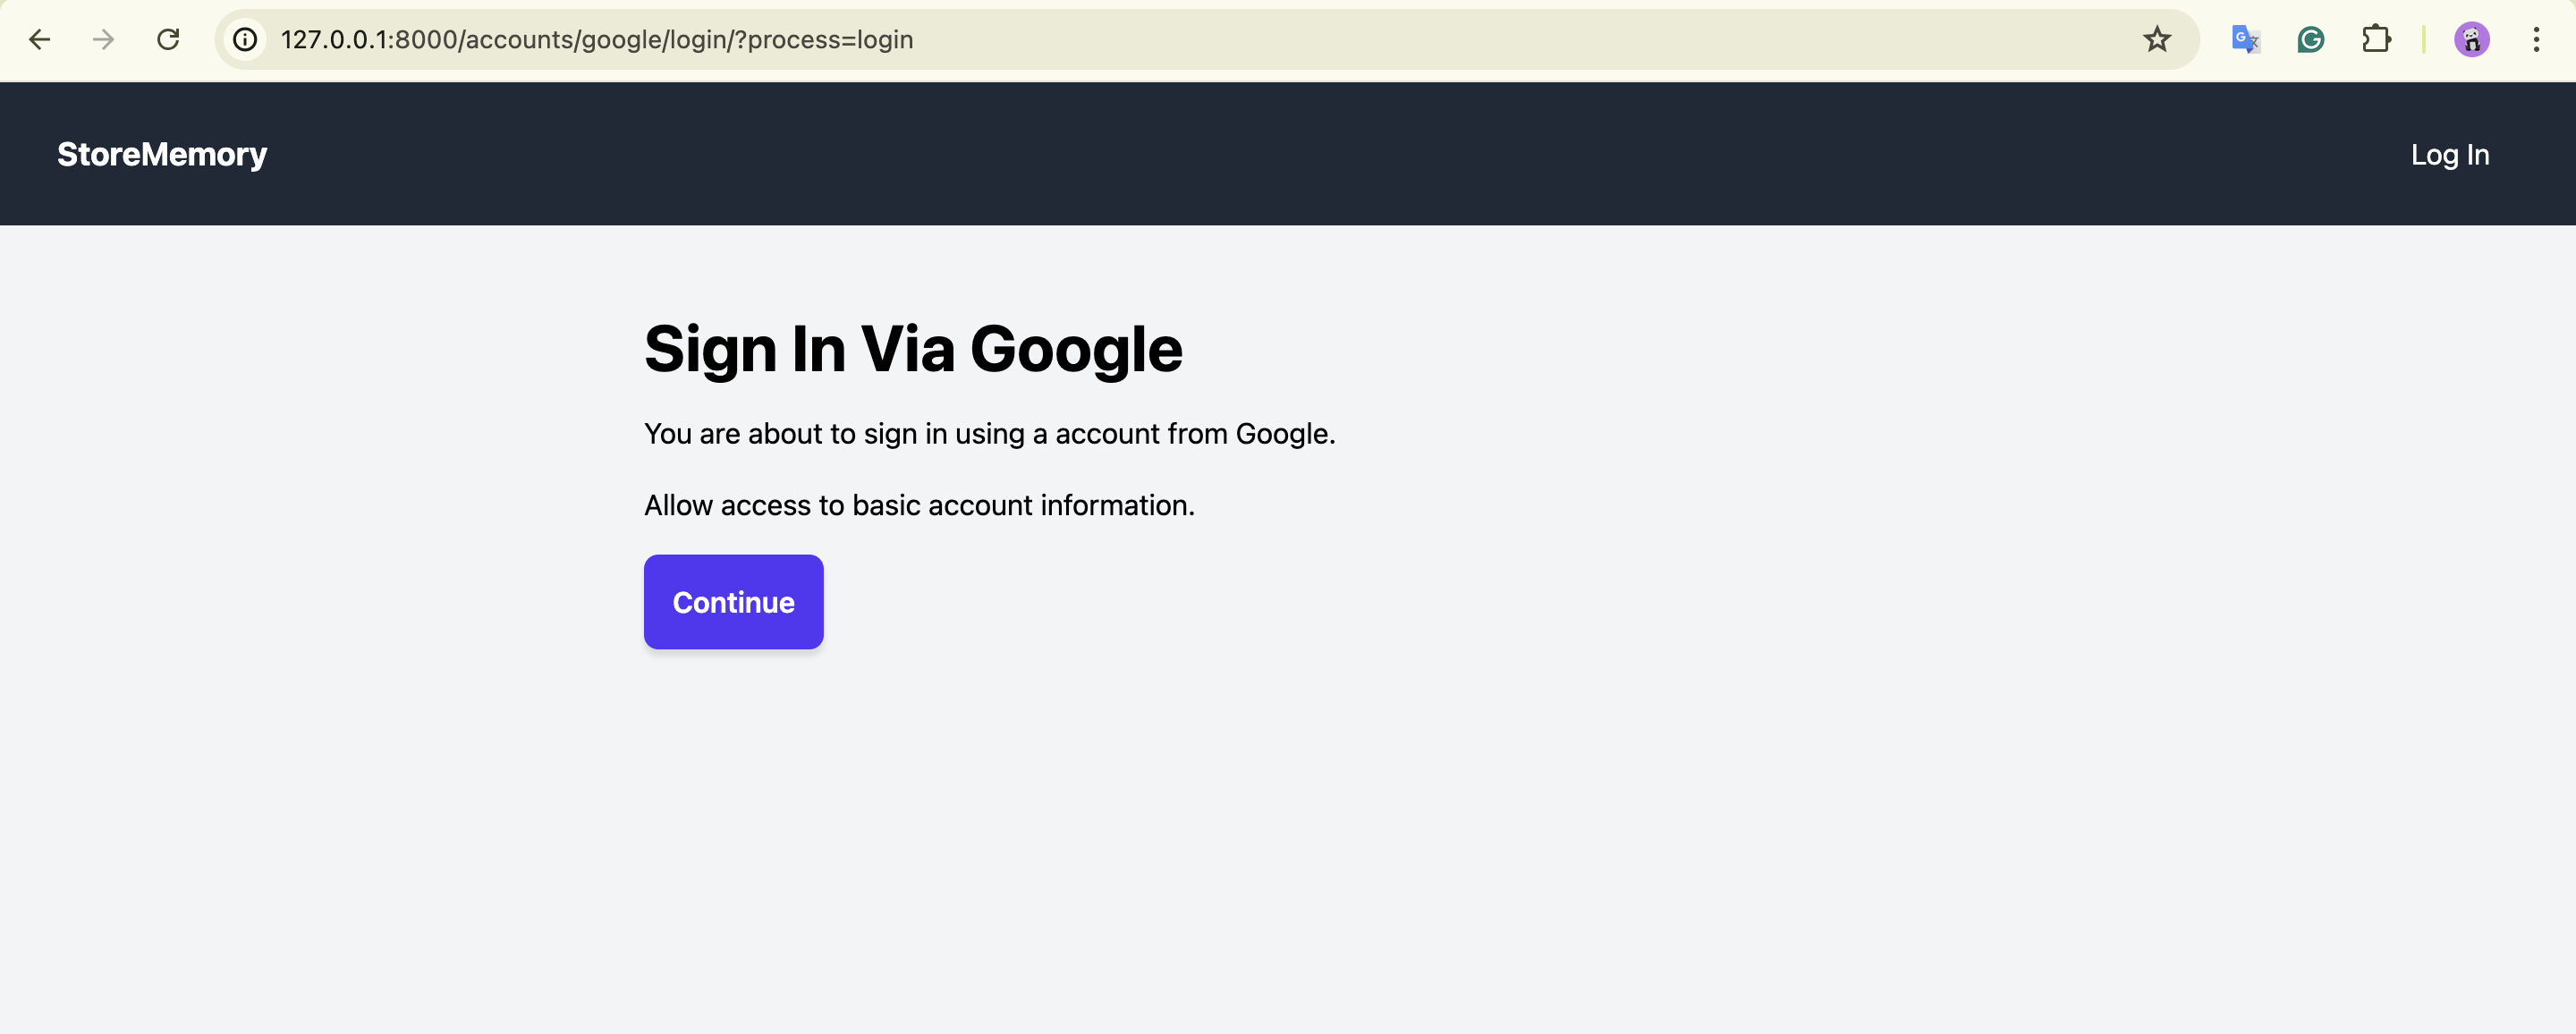 127.0.0.1:8000/accounts/google/login/?process=login
StoreMemory
Log In
Sign In Via Google
You are about to sign in using a account from Google.
Allow access to basic account information.
Continue